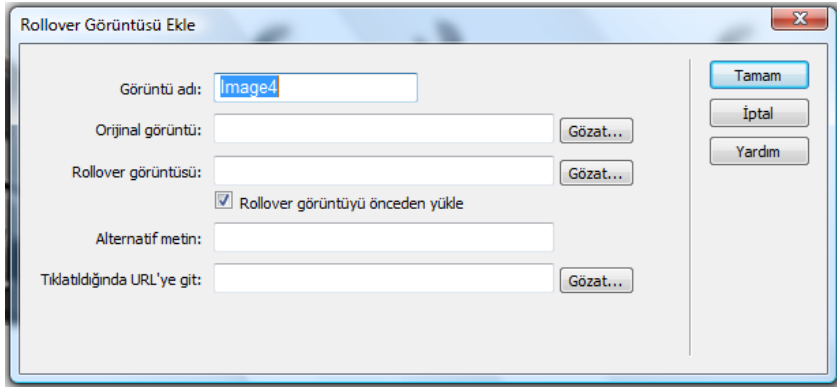 Rollover Görüntüsü Ekle
Görüntü adı: Image4
Orijinal görüntü: Gözat...
Rollover görüntüsü: Gözat...
Rollover görüntüyü önceden yükle
Alternatif metin:
Tıklatıldığında URL'ye git: Gözat...
Tamam
İptal
Yardım